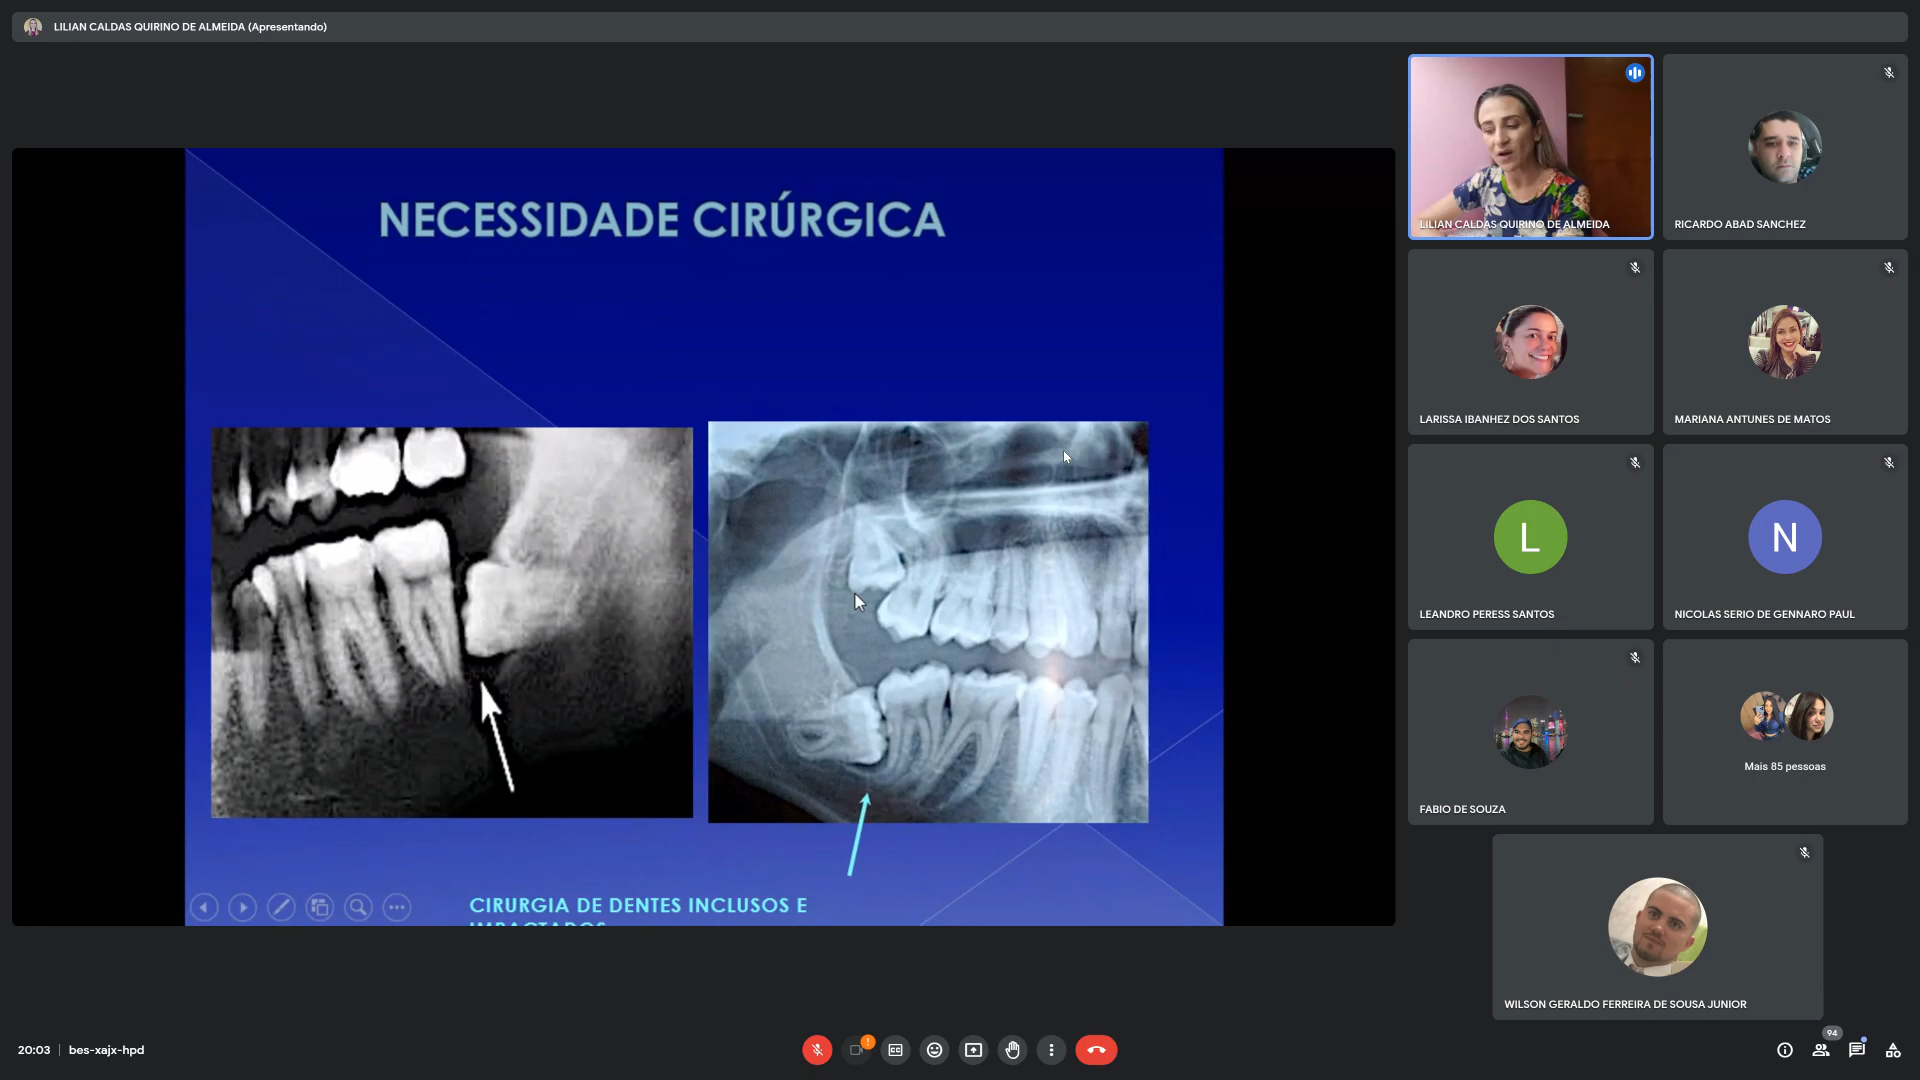 LILIAN CALDAS QUIRINO DE ALMEIDA (Apresentando)
NECESSIDADE CIRÚRGICA
CIRURGIA DE DENTES INCLUSOS E
IMPACTADOS
LILIAN CALDAS QUIRINO DE ALMEIDA
RICARDO ABAD SANCHEZ
LARISSA IBANHEZ DOS SANTOS
MARIANA ANTUNES DE MATOS
L
LEANDRO PERESS SANTOS
N
NICOLAS SERIO DE GENNARO PAUL
FABIO DE SOUZA
Mais 85 pessoas
WILSON GERALDO FERREIRA DE SOUSA JUNIOR
20:03 | bes-xajx-hpd
94